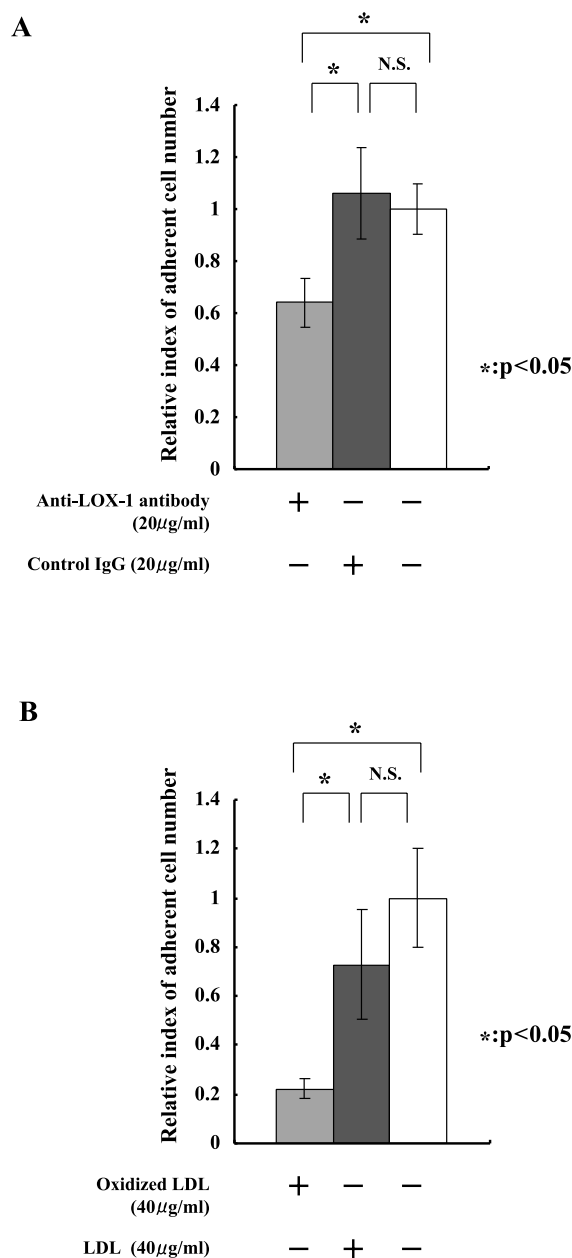 A
*
*
N.S.
1.4
1.2
1
0.8
0.6
0.4
0.2
0
Relative index of adherent cell number
*:p<0.05
Anti-LOX-1 antibody + − −
(20μg/ml)
Control IgG (20μg/ml) − + −
B
*
*
N.S.
1.4
1.2
1
0.8
0.6
0.4
0.2
0
Relative index of adherent cell number
*:p<0.05
Oxidized LDL + − −
(40μg/ml)
LDL (40μg/ml) − + −